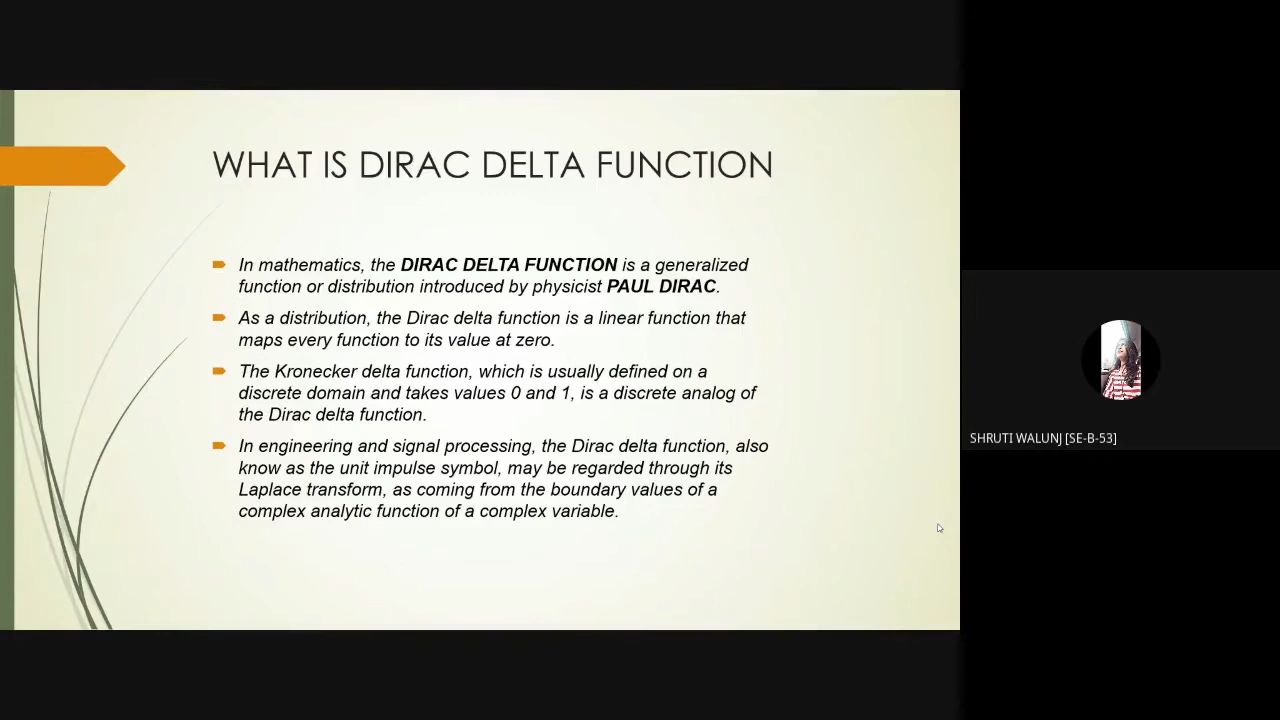 WHAT IS DIRAC DELTA FUNCTION
In mathematics, the DIRAC DELTA FUNCTION is a generalized
function or distribution introduced by physicist PAUL DIRAC.
As a distribution, the Dirac delta function is a linear function that
maps every function to its value at zero.
The Kronecker delta function, which is usually defined on a
discrete domain and takes values 0 and 1, is a discrete analog of
the Dirac delta function.
In engineering and signal processing, the Dirac delta function, also
know as the unit impulse symbol, may be regarded through its
Laplace transform, as coming from the boundary values of a
complex analytic function of a complex variable.
SHRUTI WALUNJ [SE-B-53]